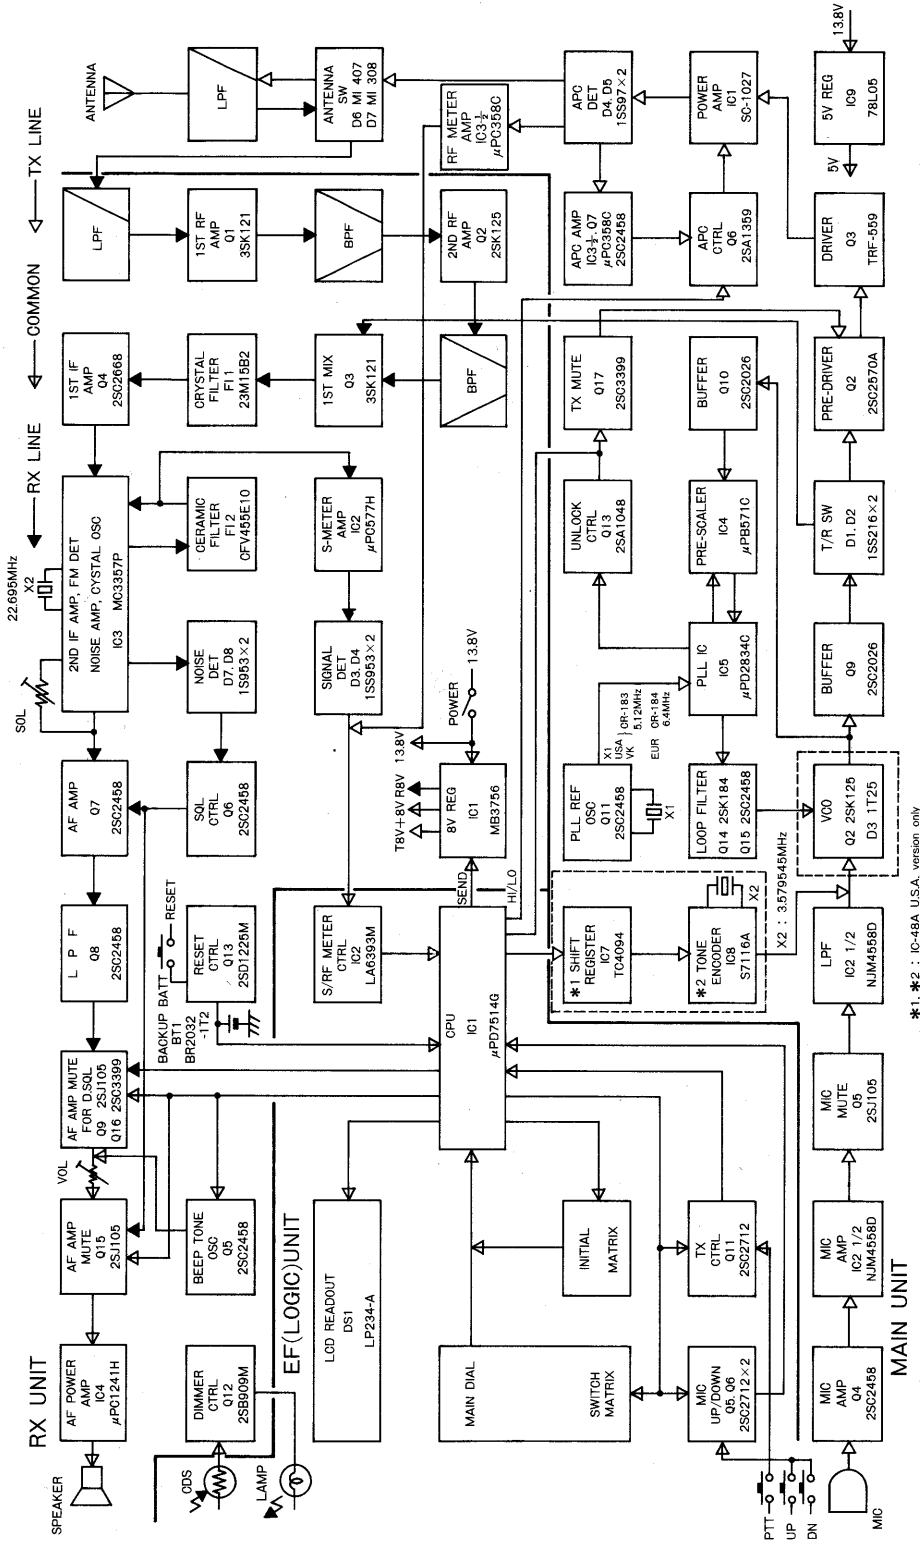 RX UNIT
RX LINE
COMMON
TX LINE
SPEAKER
AF POWER
AMP
IC4
μPC1241H
AF AMP
MUTE
Q15
2SJ105
VOL
AF AMP MUTE
FOR D.SQL
Q9 2SJ105
Q16 2SC3399
L P F
Q8
2SC2458
AF AMP
Q7
2SC2458
SQL
22.695MHz
X2
2ND IF AMP, FM DET
NOISE AMP, CYSTAL OSC
IC3 MC3357P
1ST IF
AMP
Q4
2SC2668
LPF
ANTENNA
CDS
LAMP
DIMMER
CTRL
Q12
2SB909M
BEEP TONE
OSC
Q5
2SC2458
BACKUP BATT
BT1
BR2032
-1T2
RESET
RESET
CTRL
Q13
2SD1225M
SQL
CTRL
Q6
2SC2458
NOISE
DET
D7. D8
1S953×2
CERAMIC
FILTER
FI2
CFV455E10
CRYSTAL
FILTER
FI1
23M15B2
1ST RF
AMP
Q1
3SK121
LPF
EF(LOGIC)UNIT
LCD READOUT
DS1
LP234-A
S/RF METER
CTRL
IC2
LA6393M
SIGNAL
DET
D3. D4
1SS953×2
S-METER
AMP
IC2
μPC577H
1ST MIX
Q3
3SK121
BPF
ANTENNA
SW
D6 MI 407
D7 MI 308
MAIN DIAL
SWITCH
MATRIX
CPU
IC1
μPD7514G
SEND
HI/LO
T8V+8V R8V
13.8V
8V REG
IC1
MB3756
POWER
13.8V
BPF
2ND RF
AMP
Q2
2SK125
RF METER
AMP
IC3-½
μPC358C
INITIAL
MATRIX
*1 SHIFT
REGISTER
IC7
TC4094
PLL REF
OSC
Q11
2SC2458
X1
X1
USA
VK
CR-183
5.12MHz
EUR CR-184
6.4MHz
UNLOCK
CTRL
Q13
2SA1048
TX MUTE
Q17
2SC3399
APC AMP
IC3-½. Q7
μPC358C
2SC2458
APC
DET
D4. D5
1SS97×2
MIC
UP/DOWN
Q5. Q6
2SC2712×2
TX
CTRL
Q11
2SC2712
*2 TONE
ENCODER
IC8
S7116A
X2
X2 : 3.579545MHz
LOOP FILTER
Q14 2SK184
Q15 2SC2458
PLL IC
IC5
μPD2834C
PRE-SCALER
IC4
μPB571C
BUFFER
Q10
2SC2026
APC
CTRL
Q6
2SA1359
POWER
AMP
IC1
SC-1027
PTT
UP
DN
MIC
MIC
AMP
Q4
2SC2458
MIC
AMP
IC2 1/2
NJM4558D
MIC
MUTE
Q5
2SJ105
LPF
IC2 1/2
NJM4558D
VCO
Q2 2SK125
D3 1T25
BUFFER
Q9
2SC2026
T/R SW
D1. D2
1SS216×2
PRE-DRIVER
Q2
2SC2570A
DRIVER
Q3
TRF-559
5V
5V REG
IC9
78L05
13.8V
MAIN UNIT
*1. *2 : IC-48A U.S.A. version only